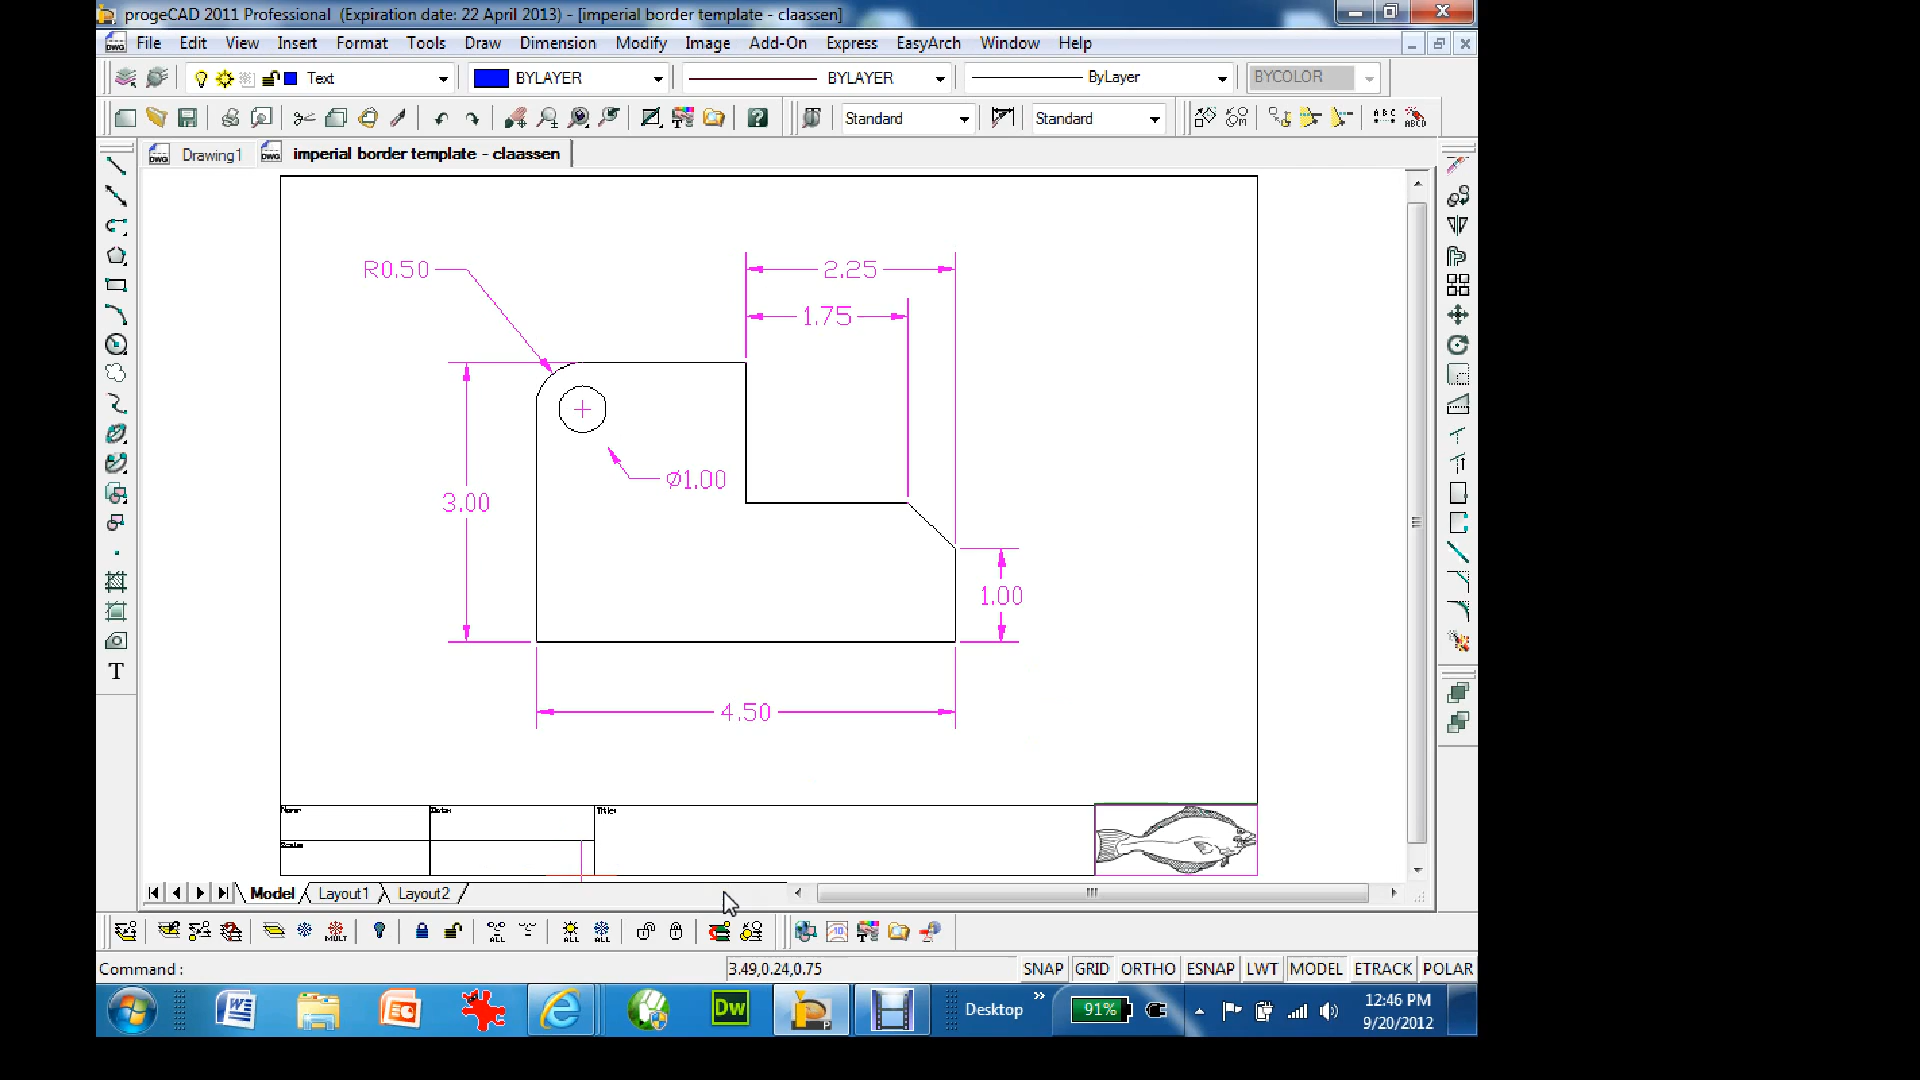 progeCAD 2011 Professional (Expiration date: 22 April 2013) - [imperial border template - claassen]
File Edit View Insert Format Tools Draw Dimension Modify Image Add-On Express EasyArch Window Help
Text BYLAYER BYLAYER ByLayer BYCOLOR
Standard Standard
Drawing1 imperial border template - claassen
R0.50
2.25
1.75
Ø1.00
3.00
1.00
4.50
Name: Date: Title:
Scale:
Model Layout1 Layout2
Command : 3.49,0.24,0.75 SNAP GRID ORTHO ESNAP LWT MODEL ETRACK POLAR
Dw Desktop 91% 12:46 PM
9/20/2012